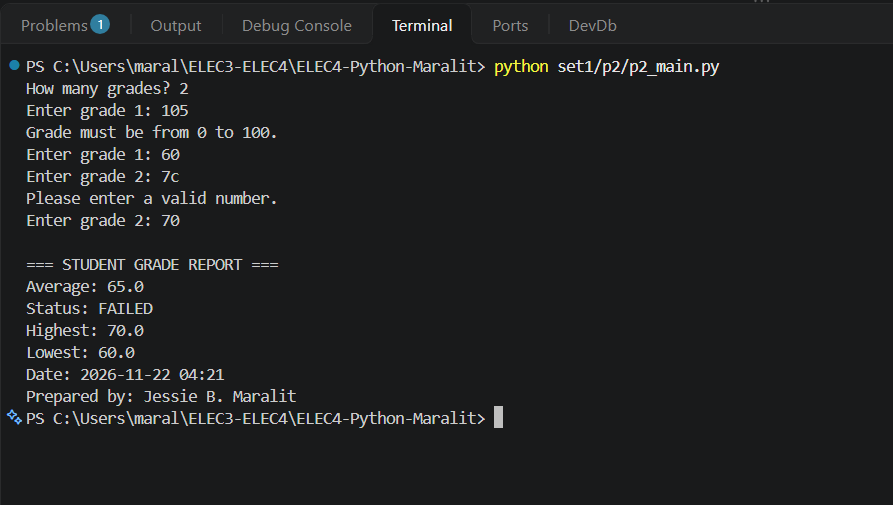 Problems 1 Output Debug Console Terminal Ports DevDb
PS C:\Users\maral\ELEC3-ELEC4\ELEC4-Python-Maralit> python set1/p2/p2_main.py
How many grades? 2
Enter grade 1: 105
Grade must be from 0 to 100.
Enter grade 1: 60
Enter grade 2: 7c
Please enter a valid number.
Enter grade 2: 70
=== STUDENT GRADE REPORT ===
Average: 65.0
Status: FAILED
Highest: 70.0
Lowest: 60.0
Date: 2026-11-22 04:21
Prepared by: Jessie B. Maralit
PS C:\Users\maral\ELEC3-ELEC4\ELEC4-Python-Maralit>